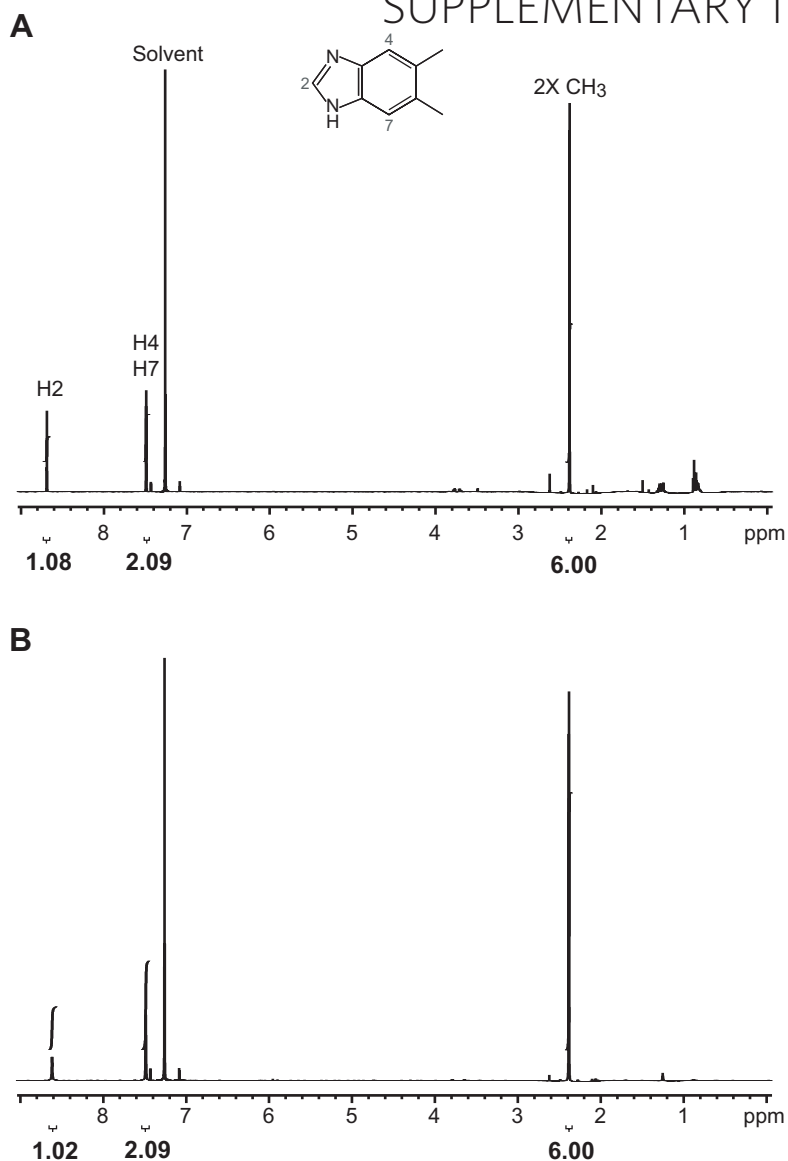 SUPPLEMENTARY I
A
Solvent
4
N
2
N
H
7
2X CH3
H4
H7
H2
8 7 6 5 4 3 2 1 ppm
1.08 2.09 6.00
B
8 7 6 5 4 3 2 1 ppm
1.02 2.09 6.00